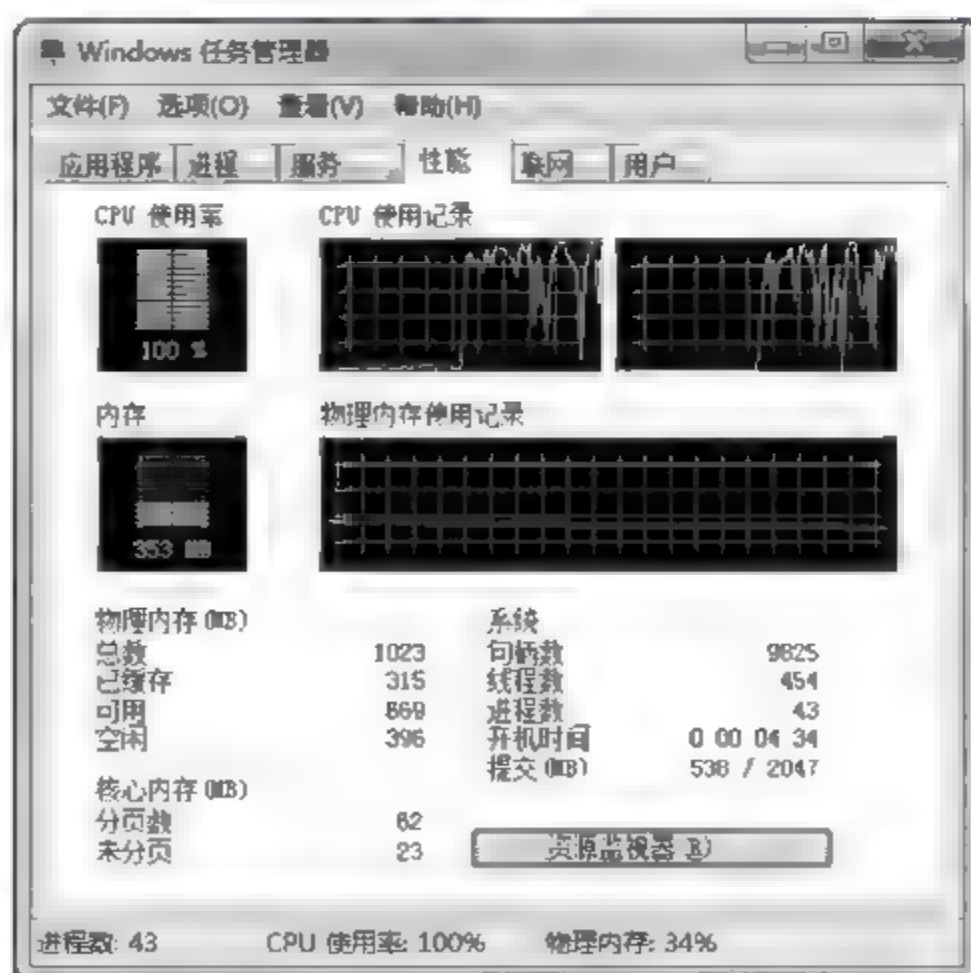 Windows 任务管理器
文件(F) 选项(O) 查看(V) 帮助(H)
应用程序 进程 服务 性能 联网 用户
CPU 使用率 CPU 使用记录
100 %
内存 物理内存使用记录
353 MB
物理内存(MB) 系统
总数 1023 句柄数 9825
已缓存 315 线程数 454
可用 669 进程数 43
空闲 396 开机时间 0 00 04 34
提交(MB) 538 / 2047
核心内存(MB)
分页数 62
未分页 23 资源监视器 R)
进程数: 43 CPU 使用率: 100% 物理内存: 34%